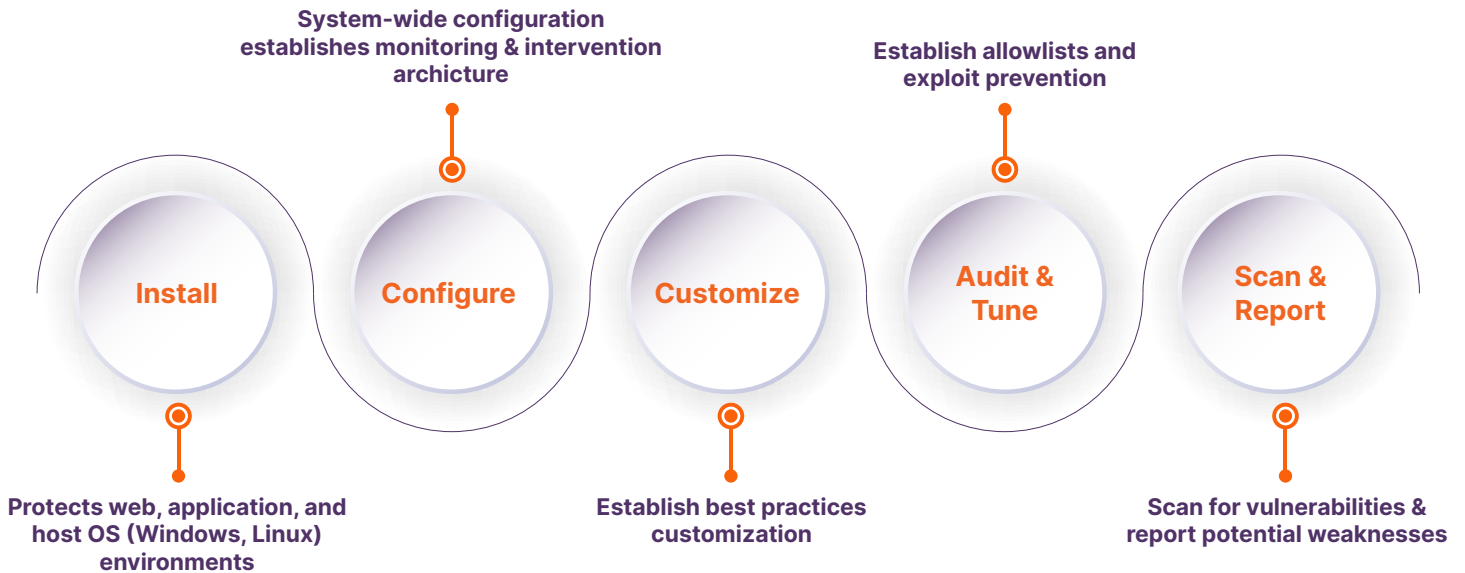 System-wide configuration
establishes monitoring & intervention
archicture
Establish allowlists and
exploit prevention
Install
Configure
Customize
Audit &
Tune
Scan &
Report
Protects web, application, and
host OS (Windows, Linux)
environments
Establish best practices
customization
Scan for vulnerabilities &
report potential weaknesses